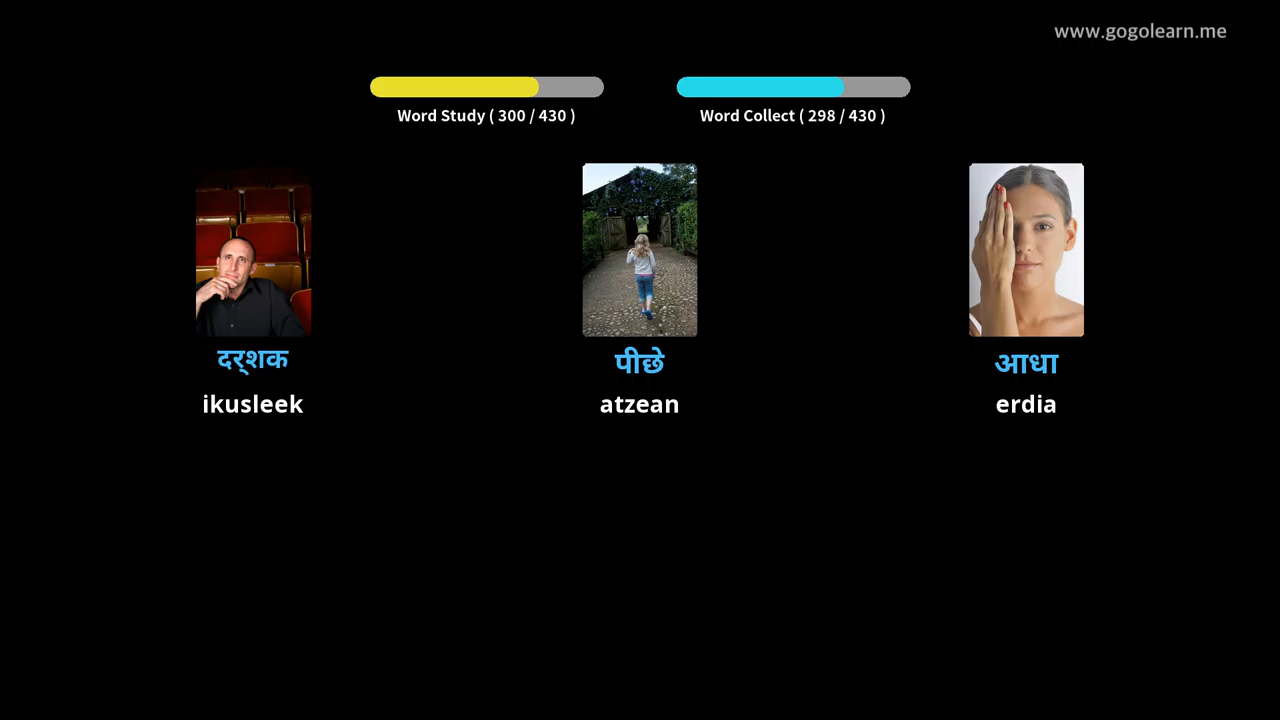 www.gogolearn.me
Word Study ( 300 / 430 )
Word Collect ( 298 / 430 )
दर्‌शक
पीछे
आधा
ikusleek
atzean
erdia